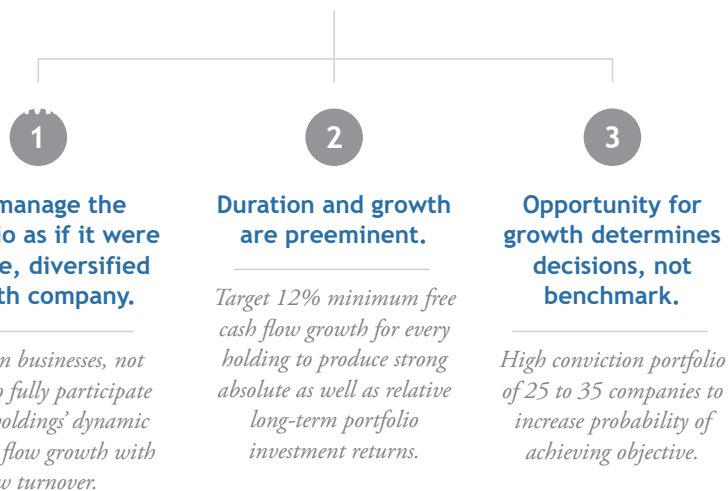 1
manage the
as if it were
diversified
company.
businesses, not
fully participate
holdings’ dynamic
flow growth with
turnover.
2
Duration and growth
are preeminent.
Target 12% minimum free
cash flow growth for every
holding to produce strong
absolute as well as relative
long-term portfolio
investment returns.
3
Opportunity for
growth determines
decisions, not
benchmark.
High conviction portfolio
of 25 to 35 companies to
increase probability of
achieving objective.